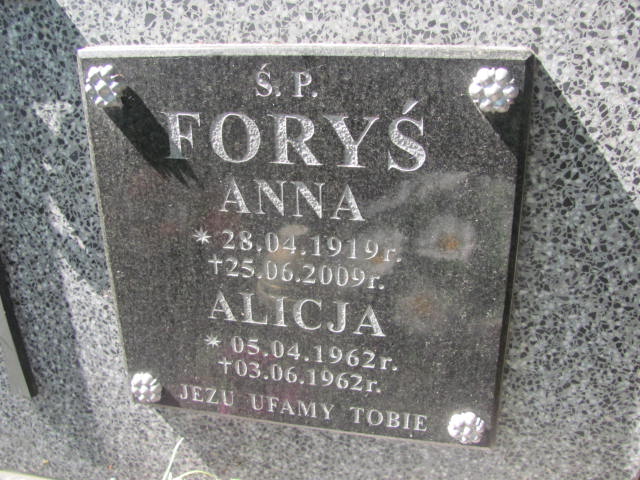 Ś. P.
FORYŚ
ANNA
* 28.04.1919r.
†25.06.2009r.
ALICJA
* 05.04.1962r.
†03.06.1962r.
JEZU UFAMY TOBIE